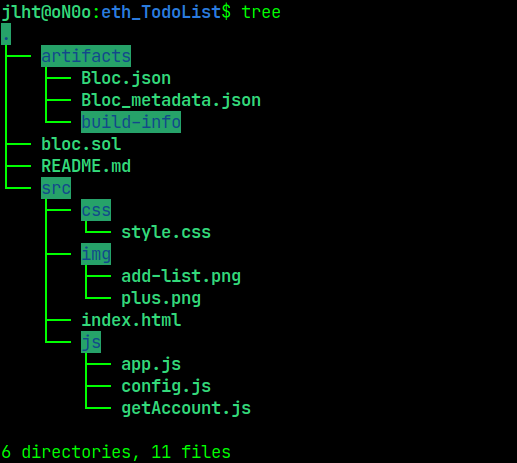 jlht@oN0o:eth_TodoList$ tree
.
├── artifacts
│   ├── Bloc.json
│   ├── Bloc_metadata.json
│   └── build-info
├── bloc.sol
├── README.md
└── src
    ├── css
    │   └── style.css
    ├── img
    │   ├── add-list.png
    │   └── plus.png
    ├── index.html
    └── js
        ├── app.js
        ├── config.js
        └── getAccount.js
6 directories, 11 files